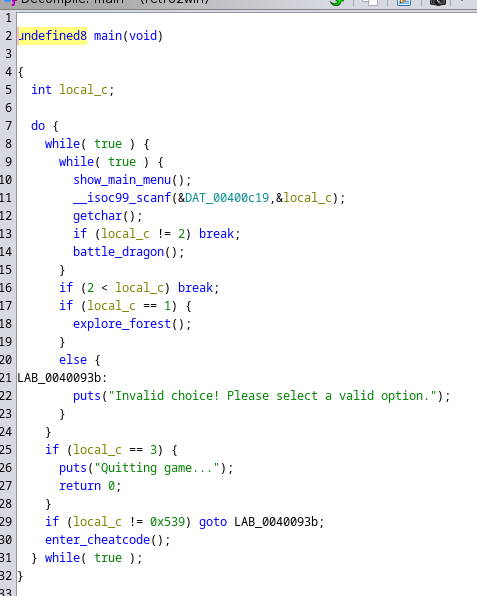 Decompile: main - (retro2win)
1
2 undefined8 main(void)
3
4 {
5 int local_c;
6
7 do {
8 while( true ) {
9 while( true ) {
10 show_main_menu();
11 __isoc99_scanf(&DAT_00400c19,&local_c);
12 getchar();
13 if (local_c != 2) break;
14 battle_dragon();
15 }
16 if (2 < local_c) break;
17 if (local_c == 1) {
18 explore_forest();
19 }
20 else {
21 LAB_0040093b:
22 puts("Invalid choice! Please select a valid option.");
23 }
24 }
25 if (local_c == 3) {
26 puts("Quitting game...");
27 return 0;
28 }
29 if (local_c != 0x539) goto LAB_0040093b;
30 enter_cheatcode();
31 } while( true );
32 }
33